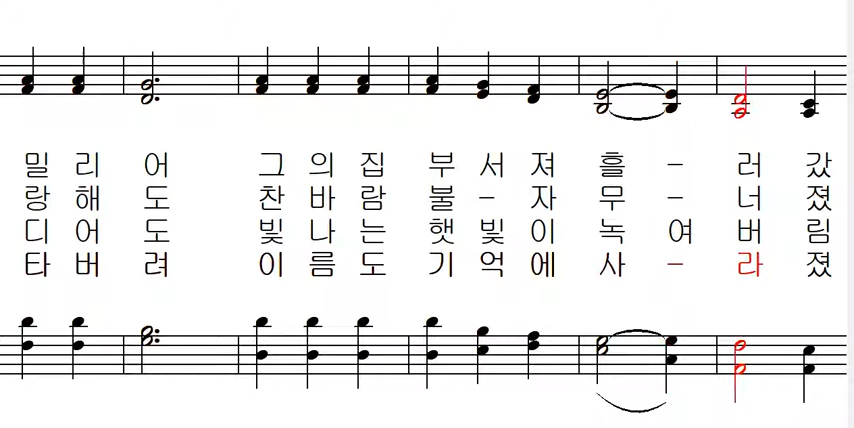 밀 리 어 그 의 집 부 서 져 흘 - 러 갔
랑 해 도 찬 바 람 불 - 자 무 - 너 졌
디 어 도 빛 나 는 햇 빛 이 녹 여 버 림
타 버 려 이 름 도 기 억 에 사 - 라 졌